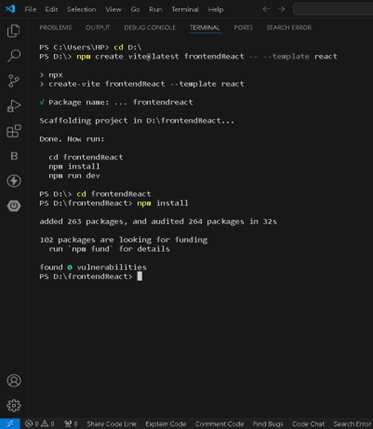 File Edit Selection View Go Run Terminal Help
PROBLEMS OUTPUT DEBUG CONSOLE TERMINAL PORTS SEARCH ERROR
PS C:\Users\HP> cd D:\
PS D:\> npm create vite@latest frontendReact -- --template react
> npx
> create-vite frontendReact --template react
√ Package name: ... frontendreact
Scaffolding project in D:\frontendReact...
Done. Now run:
cd frontendReact
npm install
npm run dev
PS D:\> cd frontendReact
PS D:\frontendReact> npm install
added 263 packages, and audited 264 packages in 32s
102 packages are looking for funding
run `npm fund` for details
found 0 vulnerabilities
PS D:\frontendReact>
B
0 0 0 Share Code Link Explain Code Comment Code Find Bugs Code Chat Search Error